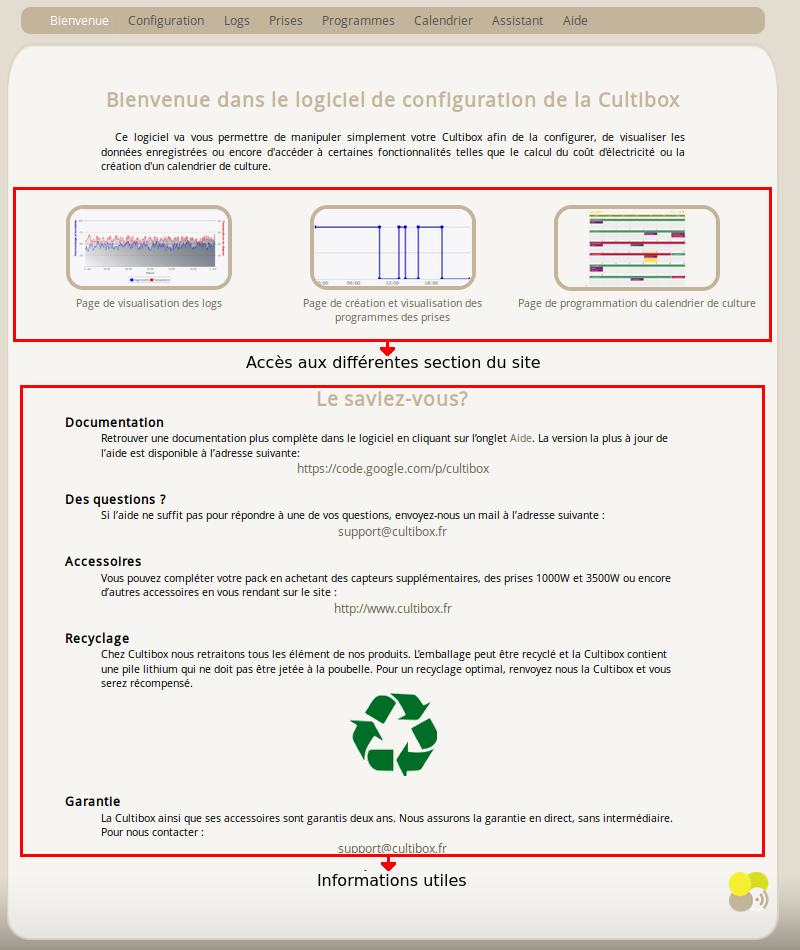 Bienvenue Configuration Logs Prises Programmes Calendrier Assistant Aide
Bienvenue dans le logiciel de configuration de la Cultibox
Ce logiciel va vous permettre de manipuler simplement votre Cultibox afin de la configurer, de visualiser les
données enregistrées ou encore d'accéder à certaines fonctionnalités telles que le calcul du coût d'électricité ou la
création d'un calendrier de culture.
06:00 12:00 18:00
Page de visualisation des logs
Page de création et visualisation des
programmes des prises
Page de programmation du calendrier de culture
Accès aux différentes section du site
Le saviez-vous?
Documentation
Retrouver une documentation plus complète dans le logiciel en cliquant sur l’onglet Aide. La version la plus à jour de
l’aide est disponible à l’adresse suivante:
https://code.google.com/p/cultibox
Des questions ?
Si l’aide ne suffit pas pour répondre à une de vos questions, envoyez-nous un mail à l’adresse suivante :
support@cultibox.fr
Accessoires
Vous pouvez compléter votre pack en achetant des capteurs supplémentaires, des prises 1000W et 3500W ou encore
d’autres accessoires en vous rendant sur le site :
http://www.cultibox.fr
Recyclage
Chez Cultibox nous retraitons tous les élément de nos produits. L’emballage peut être recyclé et la Cultibox contient
une pile lithium qui ne doit pas être jetée à la poubelle. Pour un recyclage optimal, renvoyez nous la Cultibox et vous
serez récompensé.
Garantie
La Cultibox ainsi que ses accessoires sont garantis deux ans. Nous assurons la garantie en direct, sans intermédiaire.
Pour nous contacter :
support@cultibox.fr
Informations utiles